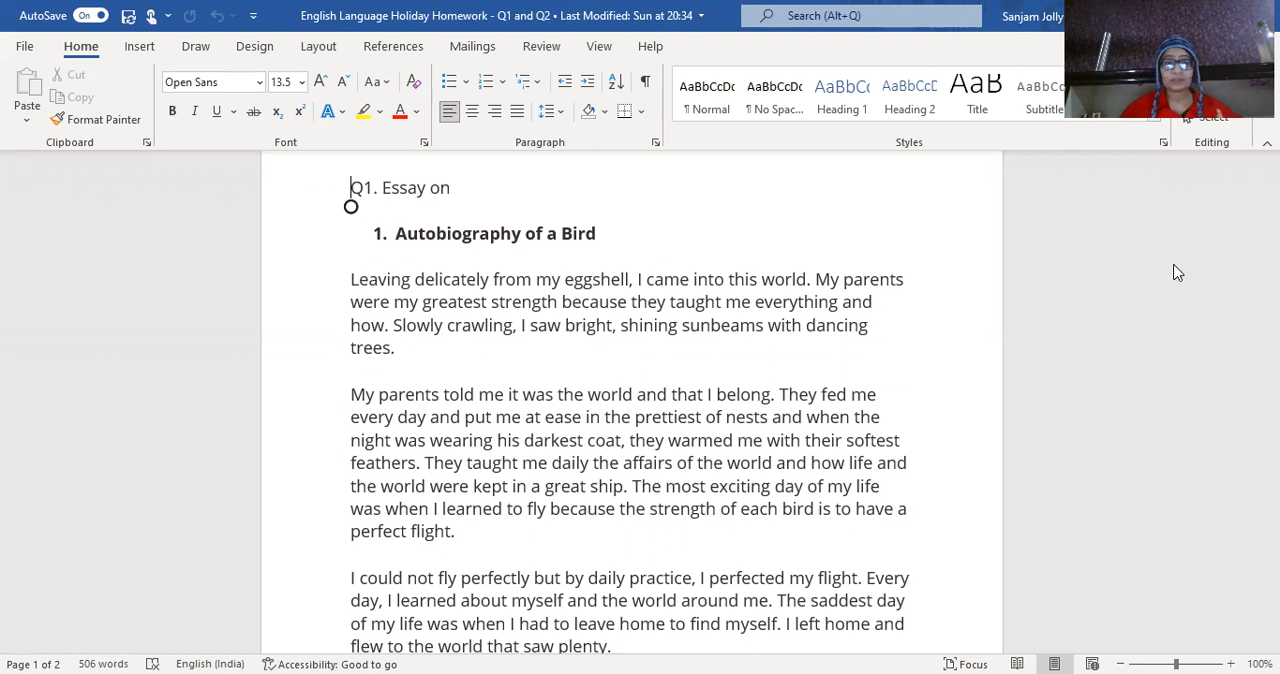 AutoSave On English Language Holiday Homework - Q1 and Q2 • Last Modified: Sun at 20:34 Search (Alt+Q) Sanjam Jolly
File Home Insert Draw Design Layout References Mailings Review View Help
Paste Cut Copy Format Painter
Open Sans 13.5 Aa
AaBbCcDc AaBbCcDc AaBbCcD AaBbCcD AaB AaBbCcD
¶ Normal ¶ No Spac... Heading 1 Heading 2 Title Subtitle
Select
Clipboard Font Paragraph Styles Editing
Q1. Essay on
1. Autobiography of a Bird
Leaving delicately from my eggshell, I came into this world. My parents
were my greatest strength because they taught me everything and
how. Slowly crawling, I saw bright, shining sunbeams with dancing
trees.
My parents told me it was the world and that I belong. They fed me
every day and put me at ease in the prettiest of nests and when the
night was wearing his darkest coat, they warmed me with their softest
feathers. They taught me daily the affairs of the world and how life and
the world were kept in a great ship. The most exciting day of my life
was when I learned to fly because the strength of each bird is to have a
perfect flight.
I could not fly perfectly but by daily practice, I perfected my flight. Every
day, I learned about myself and the world around me. The saddest day
of my life was when I had to leave home to find myself. I left home and
flew to the world that saw plenty.
Page 1 of 2 506 words English (India) Accessibility: Good to go Focus 100%